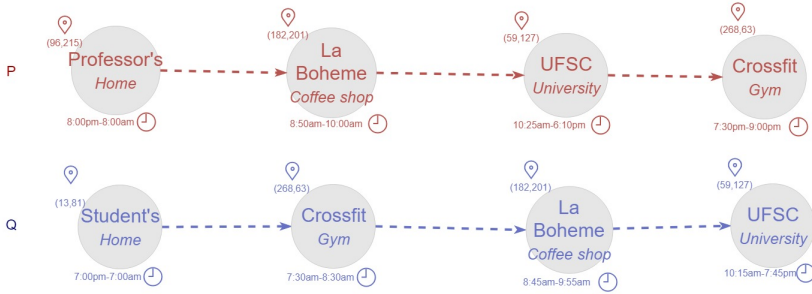 P
(96,215)
Professor's
Home
8:00pm-8:00am
(182,201)
La
Boheme
Coffee shop
8:50am-10:00am
(59,127)
UFSC
University
10:25am-6:10pm
(268,63)
Crossfit
Gym
7:30pm-9:00pm
Q
(13,81)
Student's
Home
7:00pm-7:00am
(268,63)
Crossfit
Gym
7:30am-8:30am
(182,201)
La
Boheme
Coffee shop
8:45am-9:55am
(59,127)
UFSC
University
10:15am-7:45pm